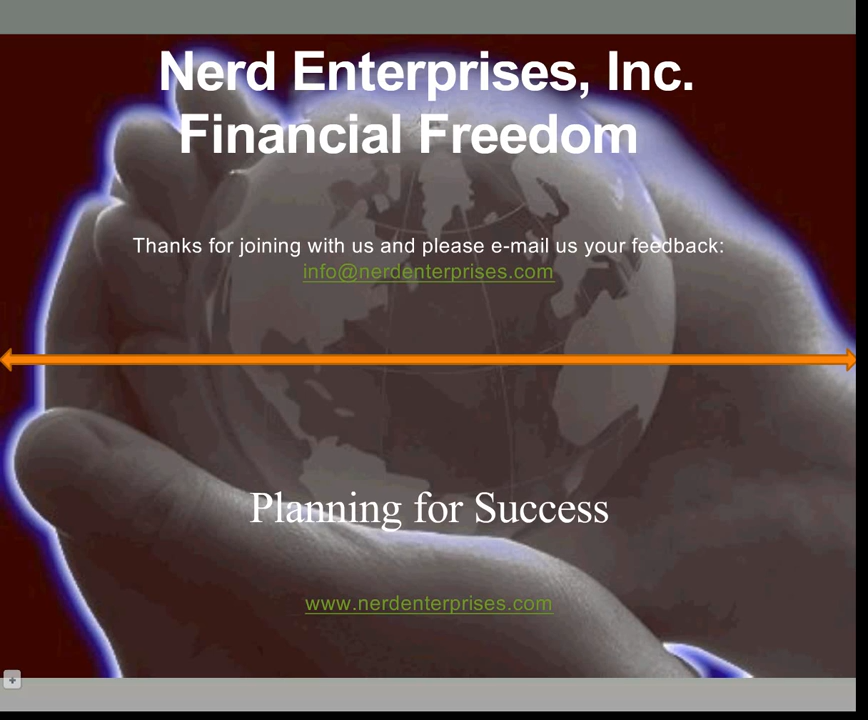 Nerd Enterprises, Inc.
Financial Freedom
Thanks for joining with us and please e-mail us your feedback:
info@nerdenterprises.com
Planning for Success
www.nerdenterprises.com